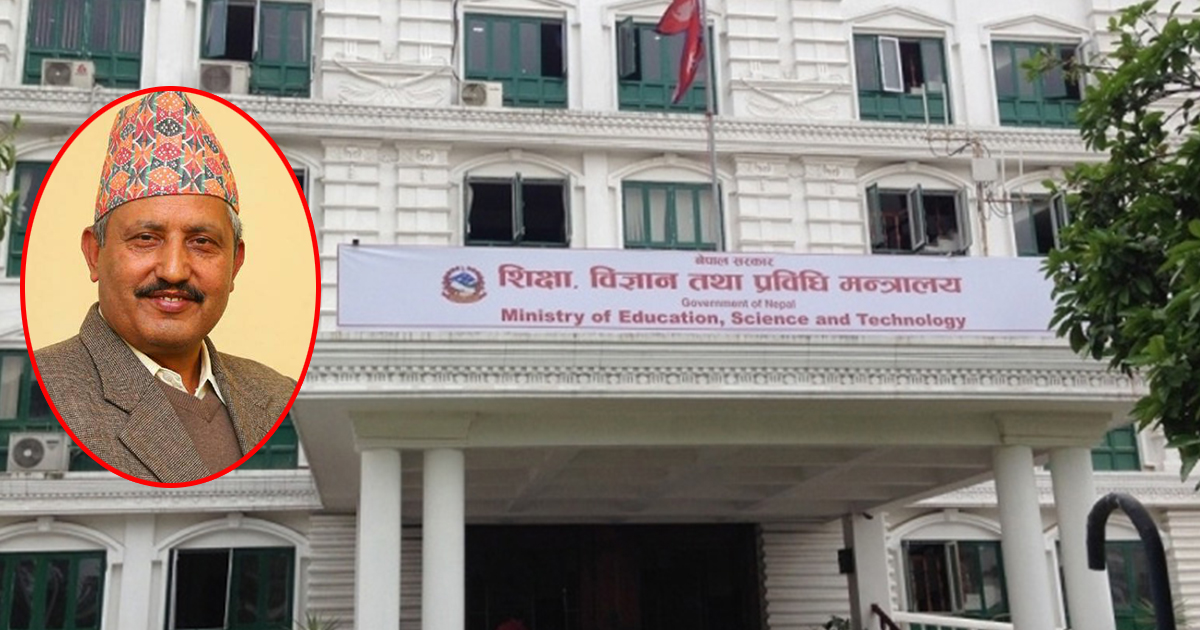 नेपाल सरकार
शिक्षा, विज्ञान तथा प्रविधि मन्त्रालय
Government of Nepal
Ministry of Education, Science and Technology